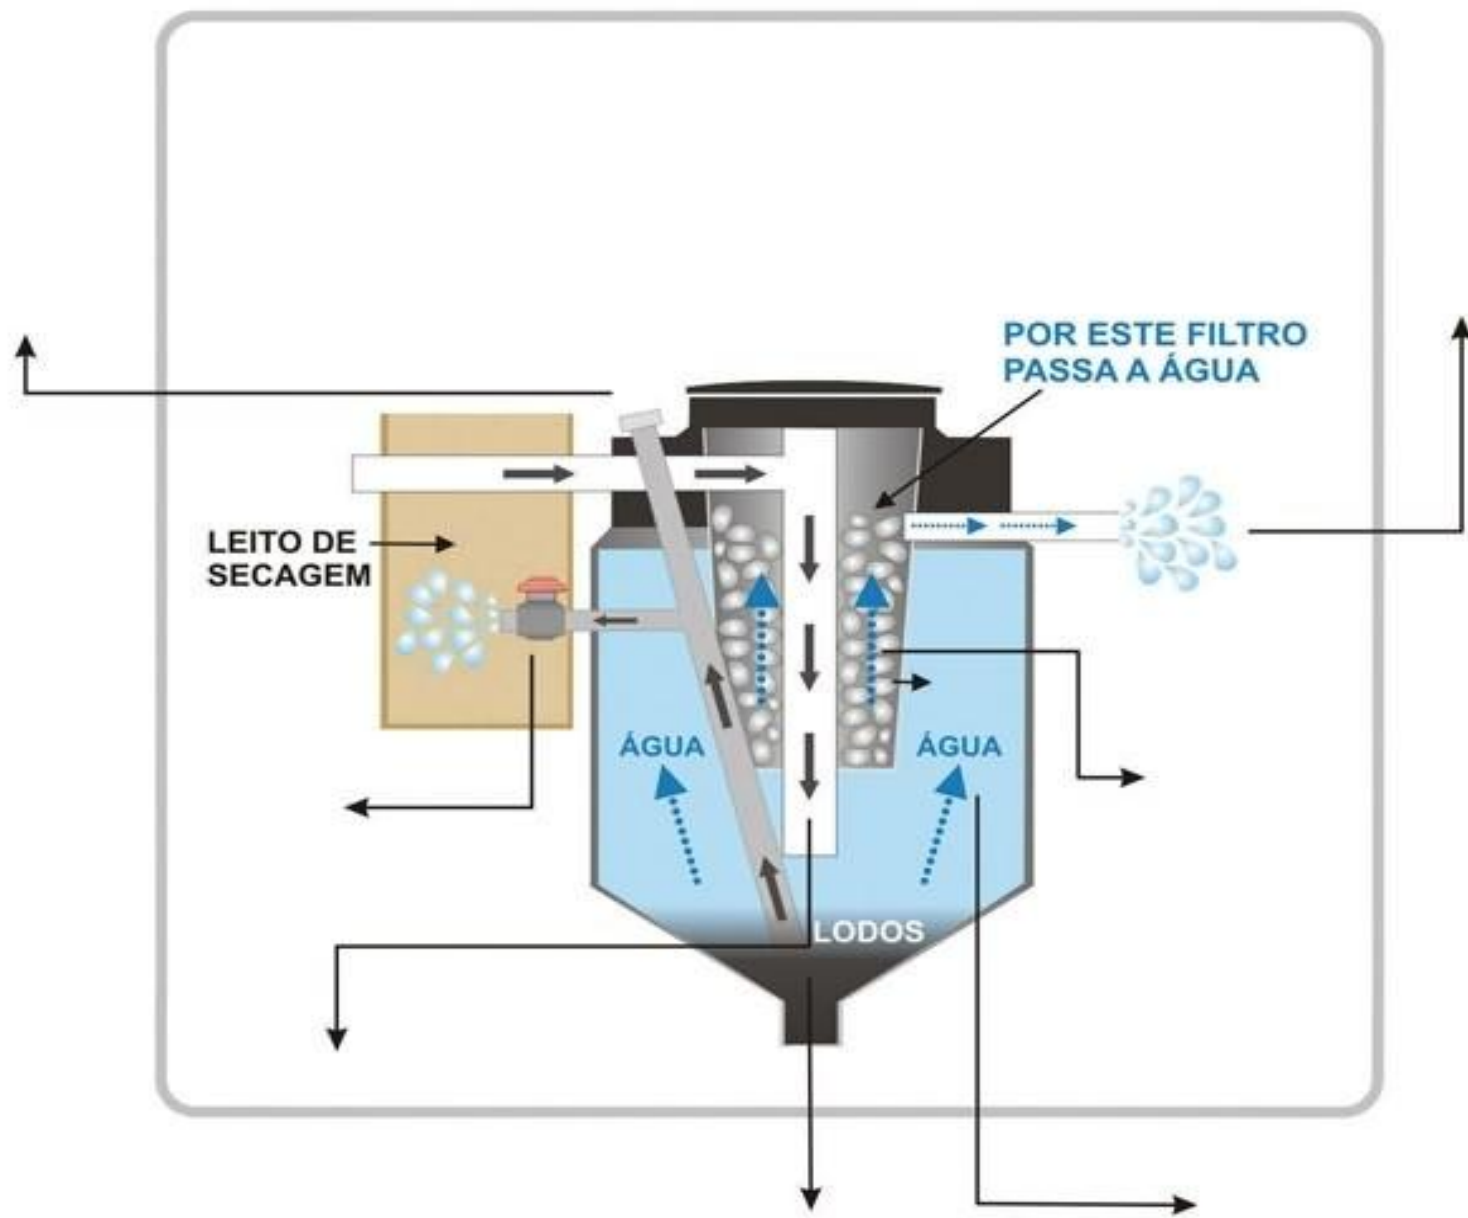 POR ESTE FILTRO
PASSA A ÁGUA
LEITO DE
SECAGEM
ÁGUA
ÁGUA
LODOS